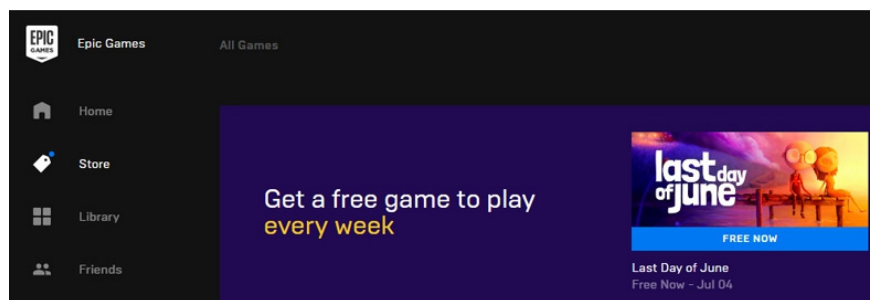 EPIC
GAMES
Epic Games
All Games
Home
Store
Library
Friends
Get a free game to play
every week
last day
of june
FREE NOW
Last Day of June
Free Now - Jul 04